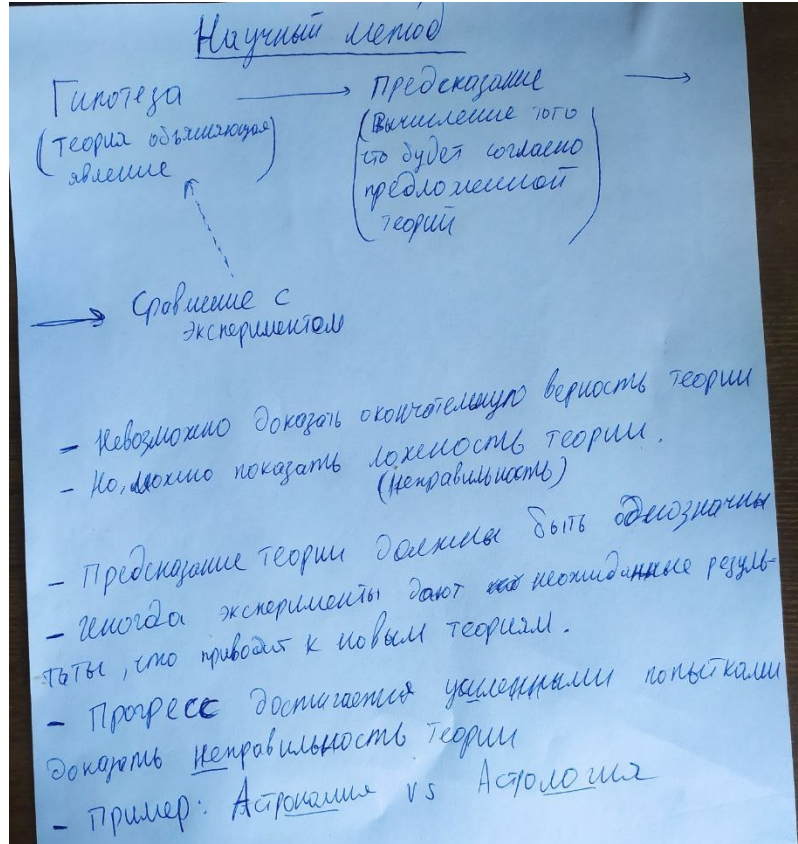 Научный метод
Гипотеза → Предсказание →
(теория объясняющая явление)
(Вычисление того
что будет согласно
предложенной
теорий)
→ Сравнение с
экспериментом
- Невозможно доказать окончательную верность теории
- Но, можно показать ложность теории.
(неправильность)
- Предсказание теории должны быть однозначны
- Иногда эксперименты дают неожиданные резуль-
таты, что приводит к новым теориям.
- Прогресс достигается усиленными попытками
доказать неправильность теории
- Пример: Астрономия vs Астрология